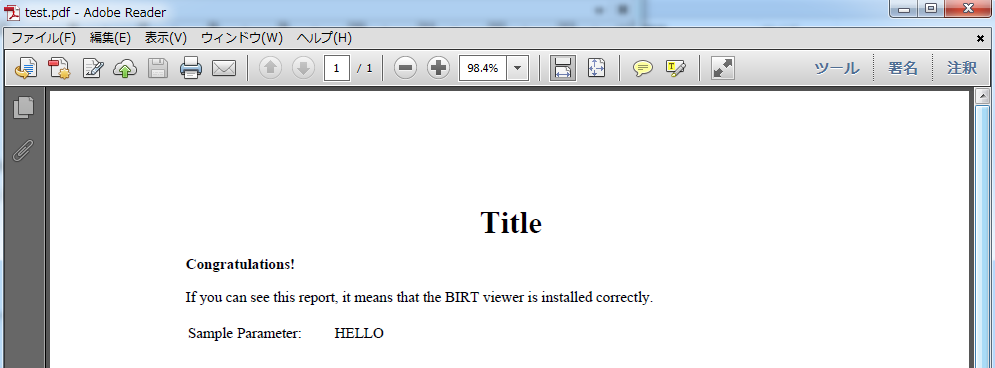 test.pdf - Adobe Reader
ファイル(F) 編集(E) 表示(V) ウィンドウ(W) ヘルプ(H)
1 / 1 98.4% ツール 署名 注釈
Title
Congratulations!
If you can see this report, it means that the BIRT viewer is installed correctly.
Sample Parameter: HELLO